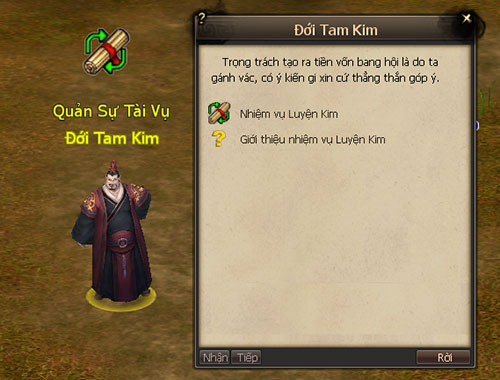 Quản Sự Tài Vụ
Đới Tam Kim
?
Đới Tam Kim
Trọng trách tạo ra tiền vốn bang hội là do ta
gánh vác, có ý kiến gi xin cứ thẳng thắn góp ý.
Nhiệm vụ Luyện Kim
? Giới thiệu nhiệm vụ Luyện Kim
Nhận Tiếp Rời